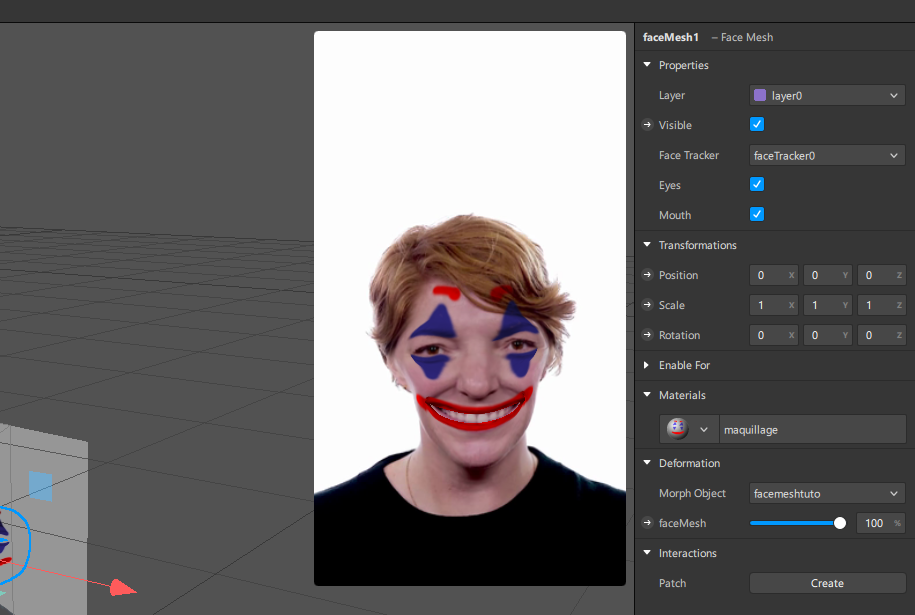 faceMesh1 – Face Mesh
Properties
Layer layer0
Visible
Face Tracker faceTracker0
Eyes
Mouth
Transformations
Position 0 X 0 Y 0 Z
Scale 1 X 1 Y 1 Z
Rotation 0 X 0 Y 0 Z
Enable For
Materials
maquillage
Deformation
Morph Object facemeshtuto
faceMesh 100 %
Interactions
Patch Create